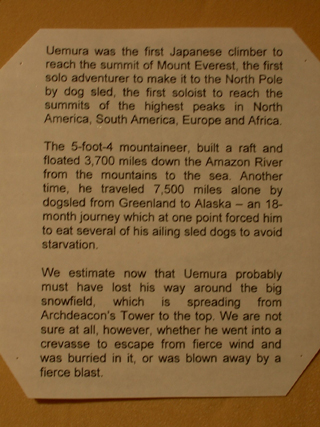 Uemura was the first Japanese climber to
reach the summit of Mount Everest, the first
solo adventurer to make it to the North Pole
by dog sled, the first soloist to reach the
summits of the highest peaks in North
America, South America, Europe and Africa.
The 5-foot-4 mountaineer, built a raft and
floated 3,700 miles down the Amazon River
from the mountains to the sea. Another
time, he traveled 7,500 miles alone by
dogsled from Greenland to Alaska – an 18-
month journey which at one point forced him
to eat several of his ailing sled dogs to avoid
starvation.
We estimate now that Uemura probably
must have lost his way around the big
snowfield, which is spreading from
Archdeacon's Tower to the top. We are not
sure at all, however, whether he went into a
crevasse to escape from fierce wind and
was burried in it, or was blown away by a
fierce blast.